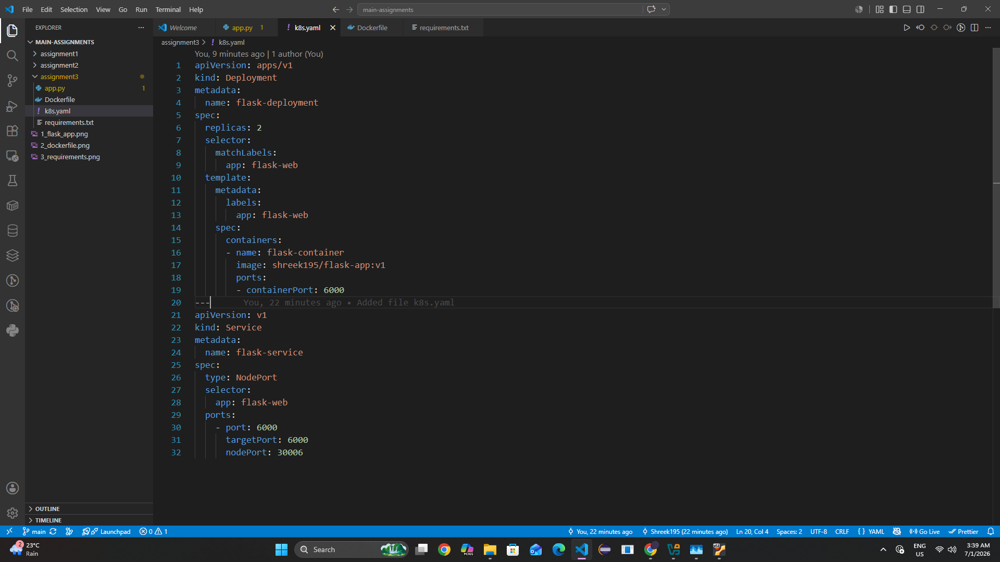 File Edit Selection View Go Run Terminal Help
main-assignments
EXPLORER
Welcome
app.py 1
k8s.yaml
Dockerfile
requirements.txt
MAIN-ASSIGNMENTS
assignment1
assignment2
assignment3
app.py 1
Dockerfile
k8s.yaml
requirements.txt
1_flask_app.png
2_dockerfile.png
3_requirements.png
OUTLINE
TIMELINE
assignment3 > ! k8s.yaml
You, 9 minutes ago | 1 author (You)
1 apiVersion: apps/v1
2 kind: Deployment
3 metadata:
4   name: flask-deployment
5 spec:
6   replicas: 2
7   selector:
8     matchLabels:
9       app: flask-web
10   template:
11     metadata:
12       labels:
13         app: flask-web
14     spec:
15       containers:
16       - name: flask-container
17         image: shreek195/flask-app:v1
18         ports:
19         - containerPort: 6000
20 --- You, 22 minutes ago • Added file k8s.yaml
21 apiVersion: v1
22 kind: Service
23 metadata:
24   name: flask-service
25 spec:
26   type: NodePort
27   selector:
28     app: flask-web
29   ports:
30     - port: 6000
31       targetPort: 6000
32       nodePort: 30006
main Launchpad 0 1 You, 22 minutes ago Shreek195 (22 minutes ago) Ln 20, Col 4 Spaces: 2 UTF-8 CRLF { } YAML Go Live Prettier
2
23°C
Rain
Search
M365
ENG
US
3:39 AM
7/1/2026